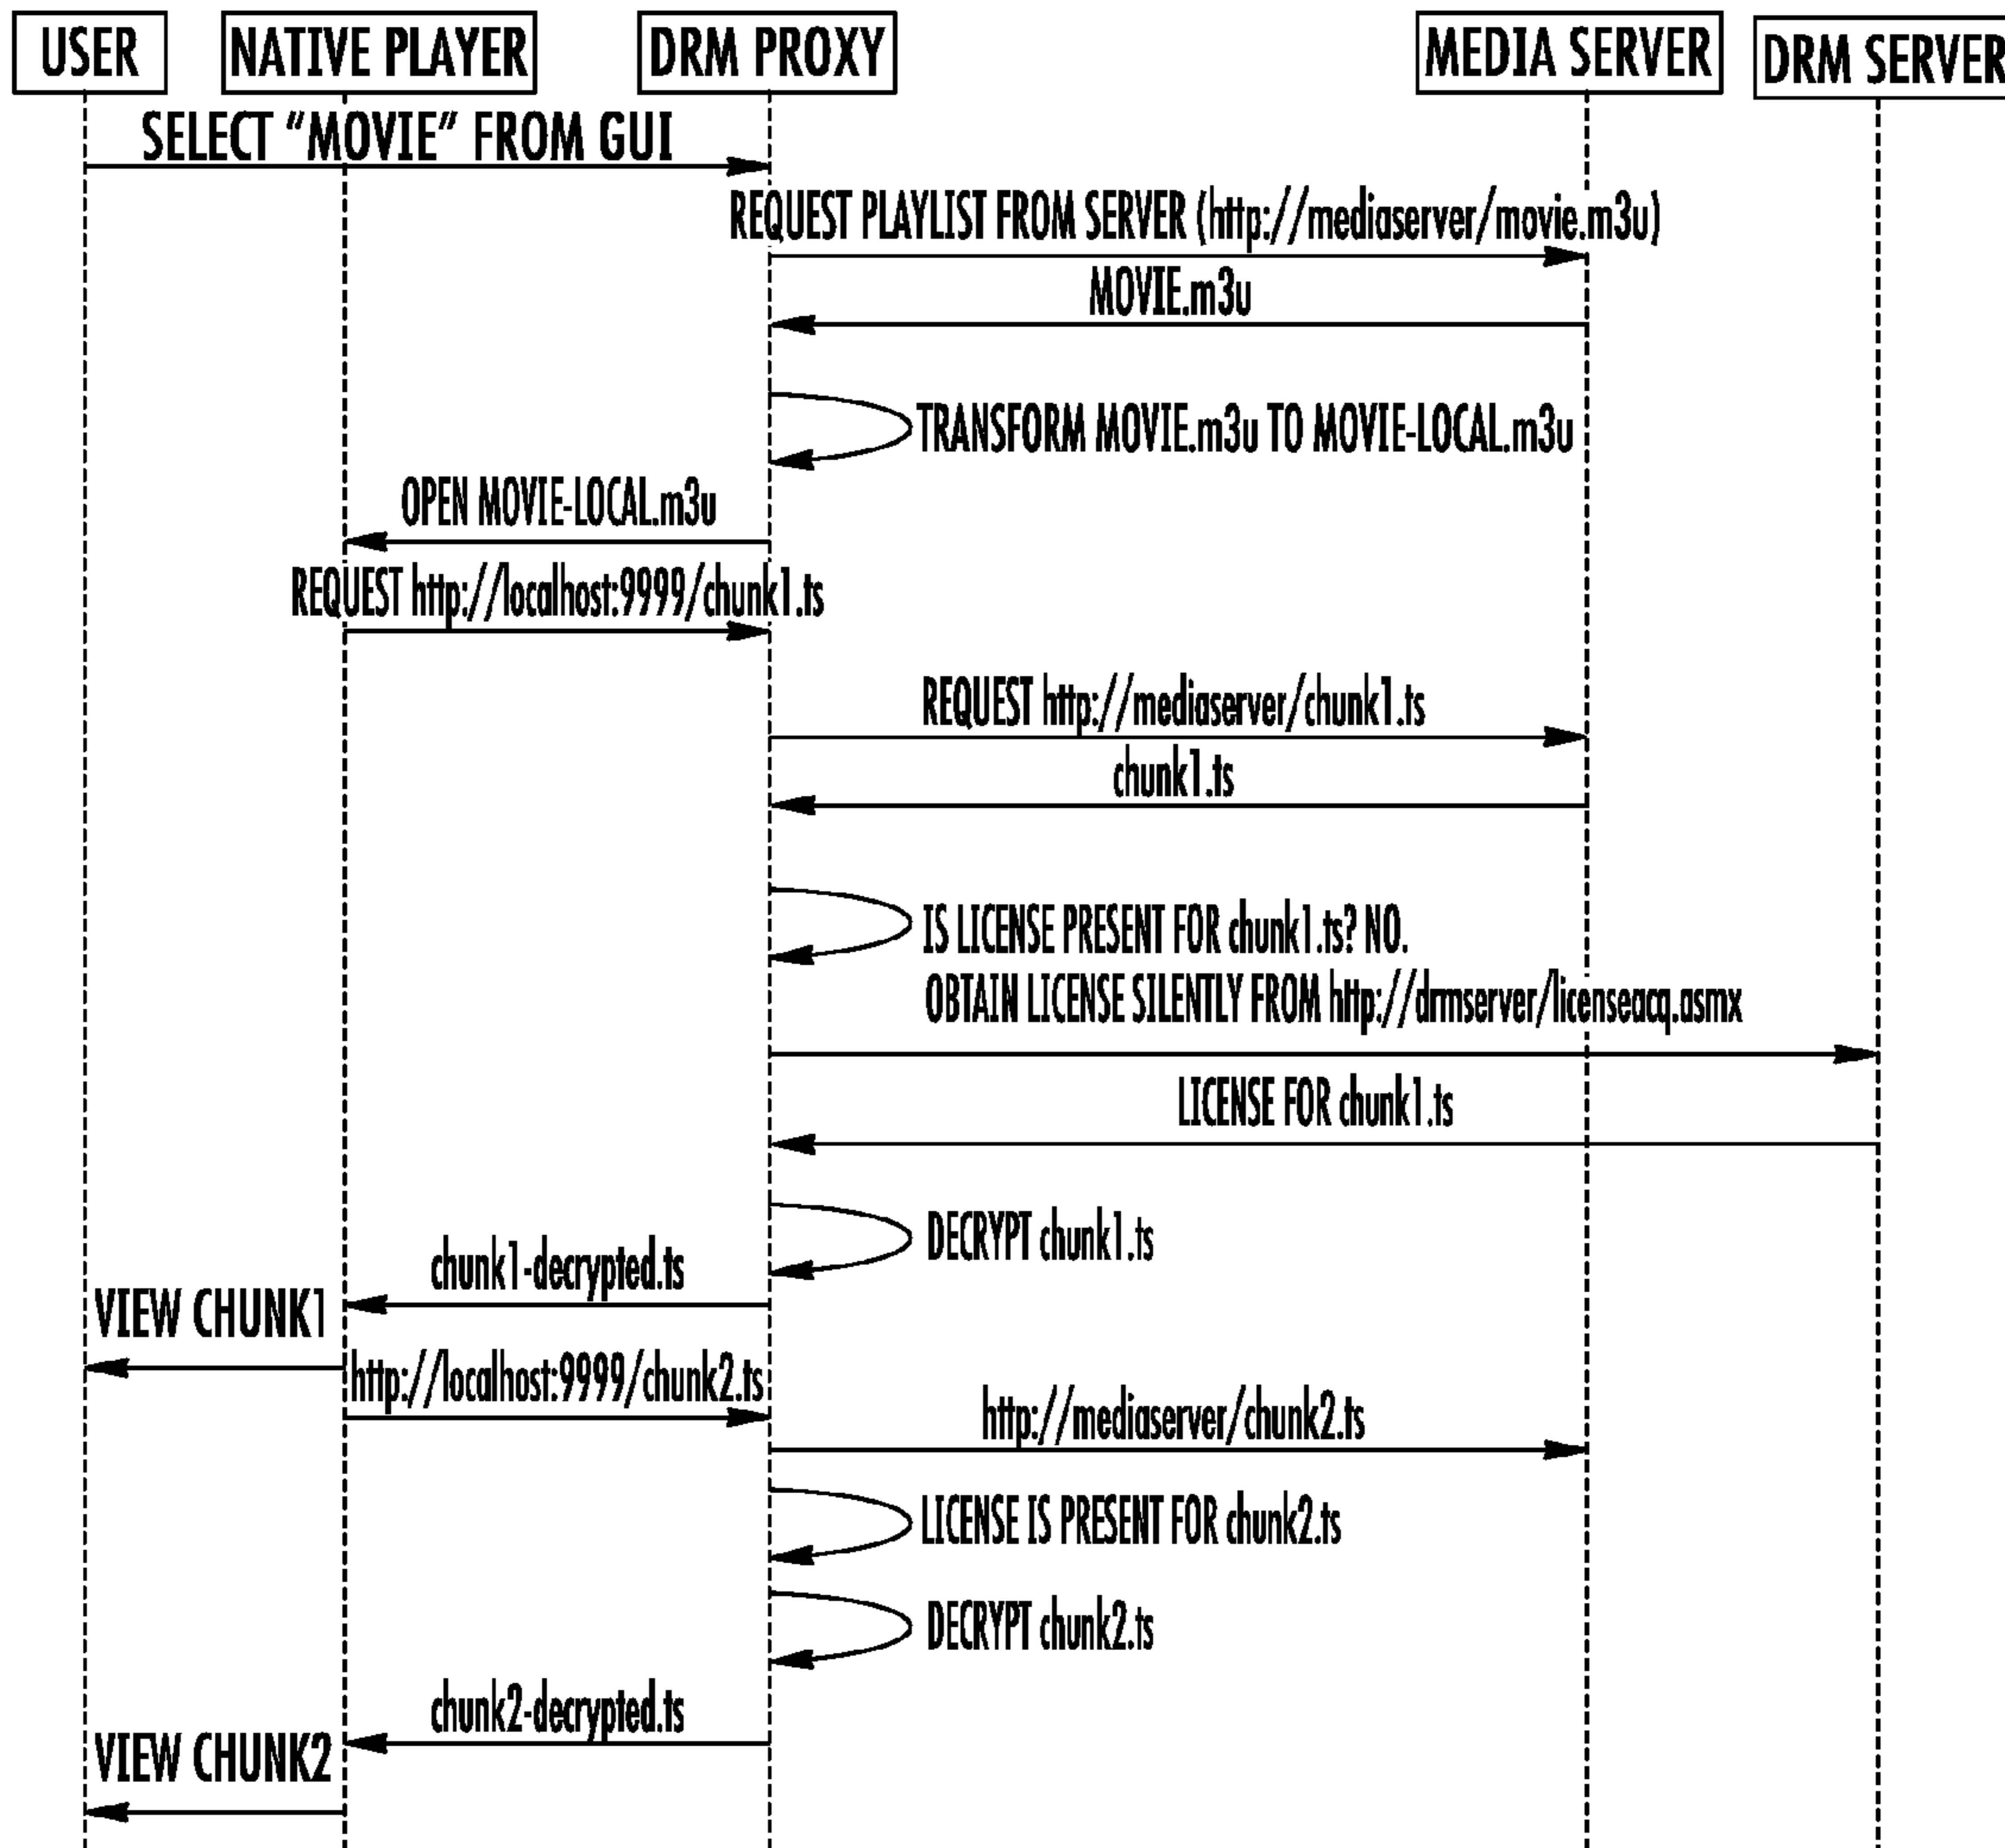 USER
NATIVE PLAYER
DRM PROXY
MEDIA SERVER
DRM SERVER
SELECT “MOVIE” FROM GUI
REQUEST PLAYLIST FROM SERVER (http://mediaserver/movie.m3u)
MOVIE.m3u
TRANSFORM MOVIE.m3u TO MOVIE-LOCAL.m3u
OPEN MOVIE-LOCAL.m3u
REQUEST http://localhost:9999/chunk1.ts
REQUEST http://mediaserver/chunk1.ts
chunk1.ts
IS LICENSE PRESENT FOR chunk1.ts? NO.
OBTAIN LICENSE SILENTLY FROM http://drmserver/licenseacq.asmx
LICENSE FOR chunk1.ts
DECRYPT chunk1.ts
chunk1-decrypted.ts
VIEW CHUNK1
http://localhost:9999/chunk2.ts
http://mediaserver/chunk2.ts
LICENSE IS PRESENT FOR chunk2.ts
DECRYPT chunk2.ts
chunk2-decrypted.ts
VIEW CHUNK2